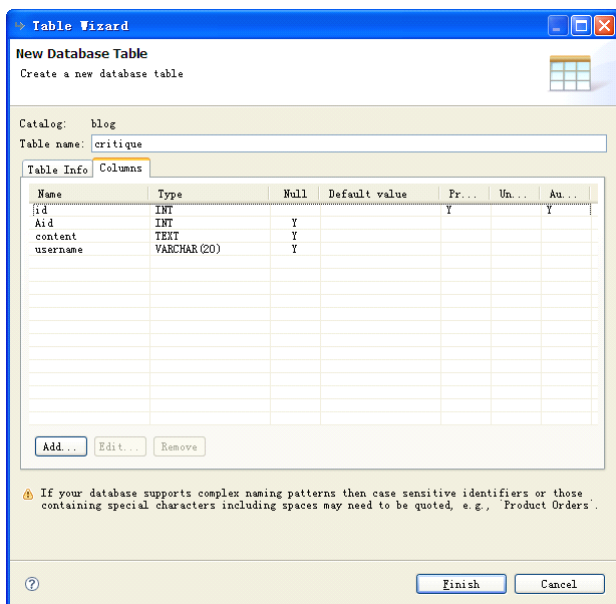 Table Wizard
New Database Table
Create a new database table
Catalog: blog
Table name: critique
Table Info Columns
Name Type Null Default value Pr... Un... Au...
id INT Y Y
Aid INT Y
content TEXT Y
username VARCHAR(20) Y
Add... Edit... Remove
If your database supports complex naming patterns then case sensitive identifiers or those
containing special characters including spaces may need to be quoted, e.g., `Product Orders`.
? Finish Cancel